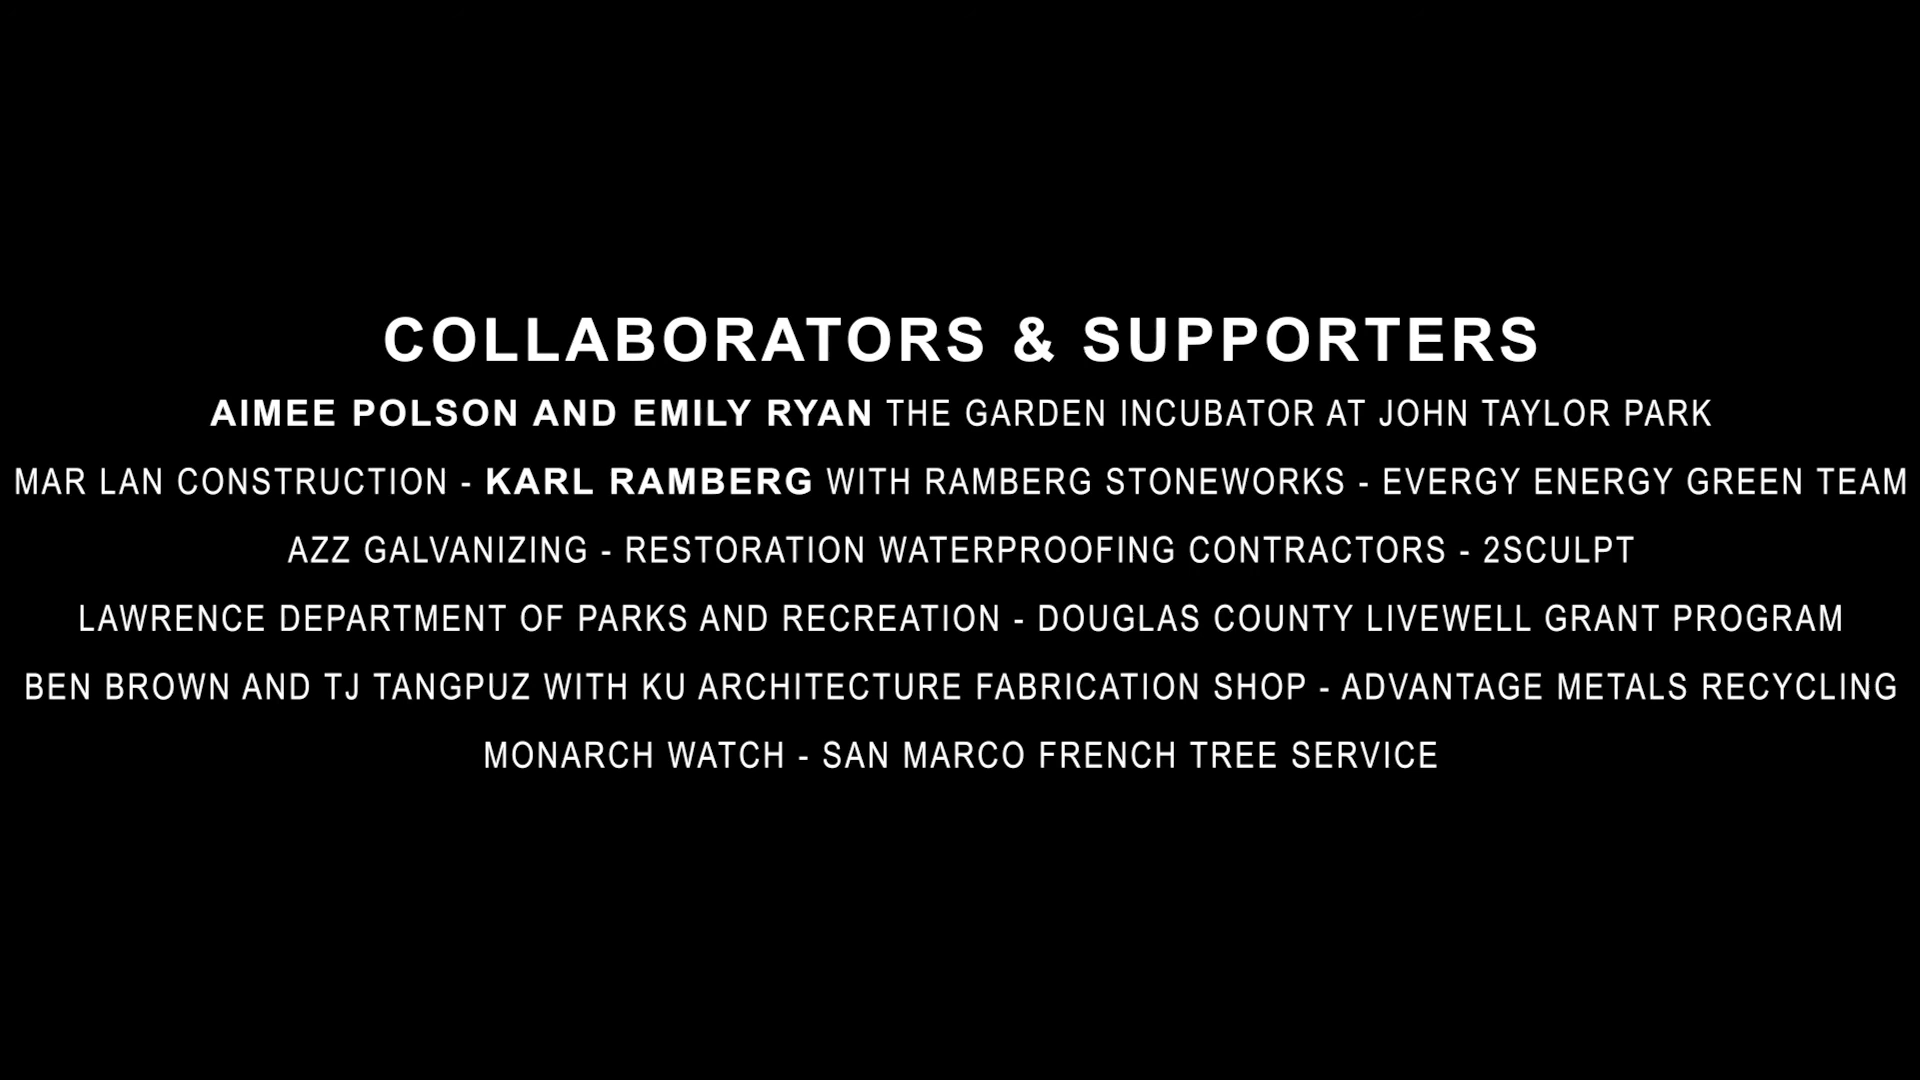 COLLABORATORS & SUPPORTERS
AIMEE POLSON AND EMILY RYAN THE GARDEN INCUBATOR AT JOHN TAYLOR PARK
MAR LAN CONSTRUCTION - KARL RAMBERG WITH RAMBERG STONEWORKS - EVERGY ENERGY GREEN TEAM
AZZ GALVANIZING - RESTORATION WATERPROOFING CONTRACTORS - 2SCULPT
LAWRENCE DEPARTMENT OF PARKS AND RECREATION - DOUGLAS COUNTY LIVEWELL GRANT PROGRAM
BEN BROWN AND TJ TANGPUZ WITH KU ARCHITECTURE FABRICATION SHOP - ADVANTAGE METALS RECYCLING
MONARCH WATCH - SAN MARCO FRENCH TREE SERVICE